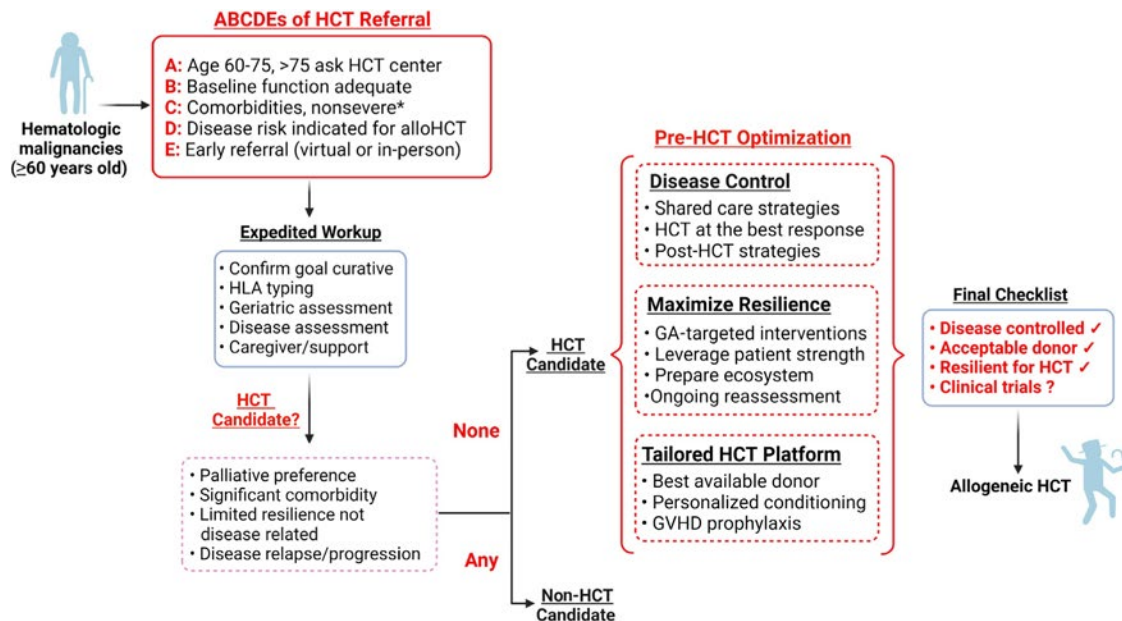 ABCDEs of HCT Referral
A: Age 60-75, >75 ask HCT center
B: Baseline function adequate
C: Comorbidities, nonsevere*
D: Disease risk indicated for alloHCT
E: Early referral (virtual or in-person)
Hematologic
malignancies
(≥60 years old)
Expedited Workup
• Confirm goal curative
• HLA typing
• Geriatric assessment
• Disease assessment
• Caregiver/support
HCT
Candidate?
• Palliative preference
• Significant comorbidity
• Limited resilience not
disease related
• Disease relapse/progression
None
Any
HCT
Candidate
Non-HCT
Candidate
Pre-HCT Optimization
Disease Control
• Shared care strategies
• HCT at the best response
• Post-HCT strategies
Maximize Resilience
• GA-targeted interventions
• Leverage patient strength
• Prepare ecosystem
•Ongoing reassessment
Tailored HCT Platform
• Best available donor
• Personalized conditioning
• GVHD prophylaxis
Final Checklist
• Disease controlled ✓
• Acceptable donor ✓
• Resilient for HCT ✓
• Clinical trials ?
Allogeneic HCT